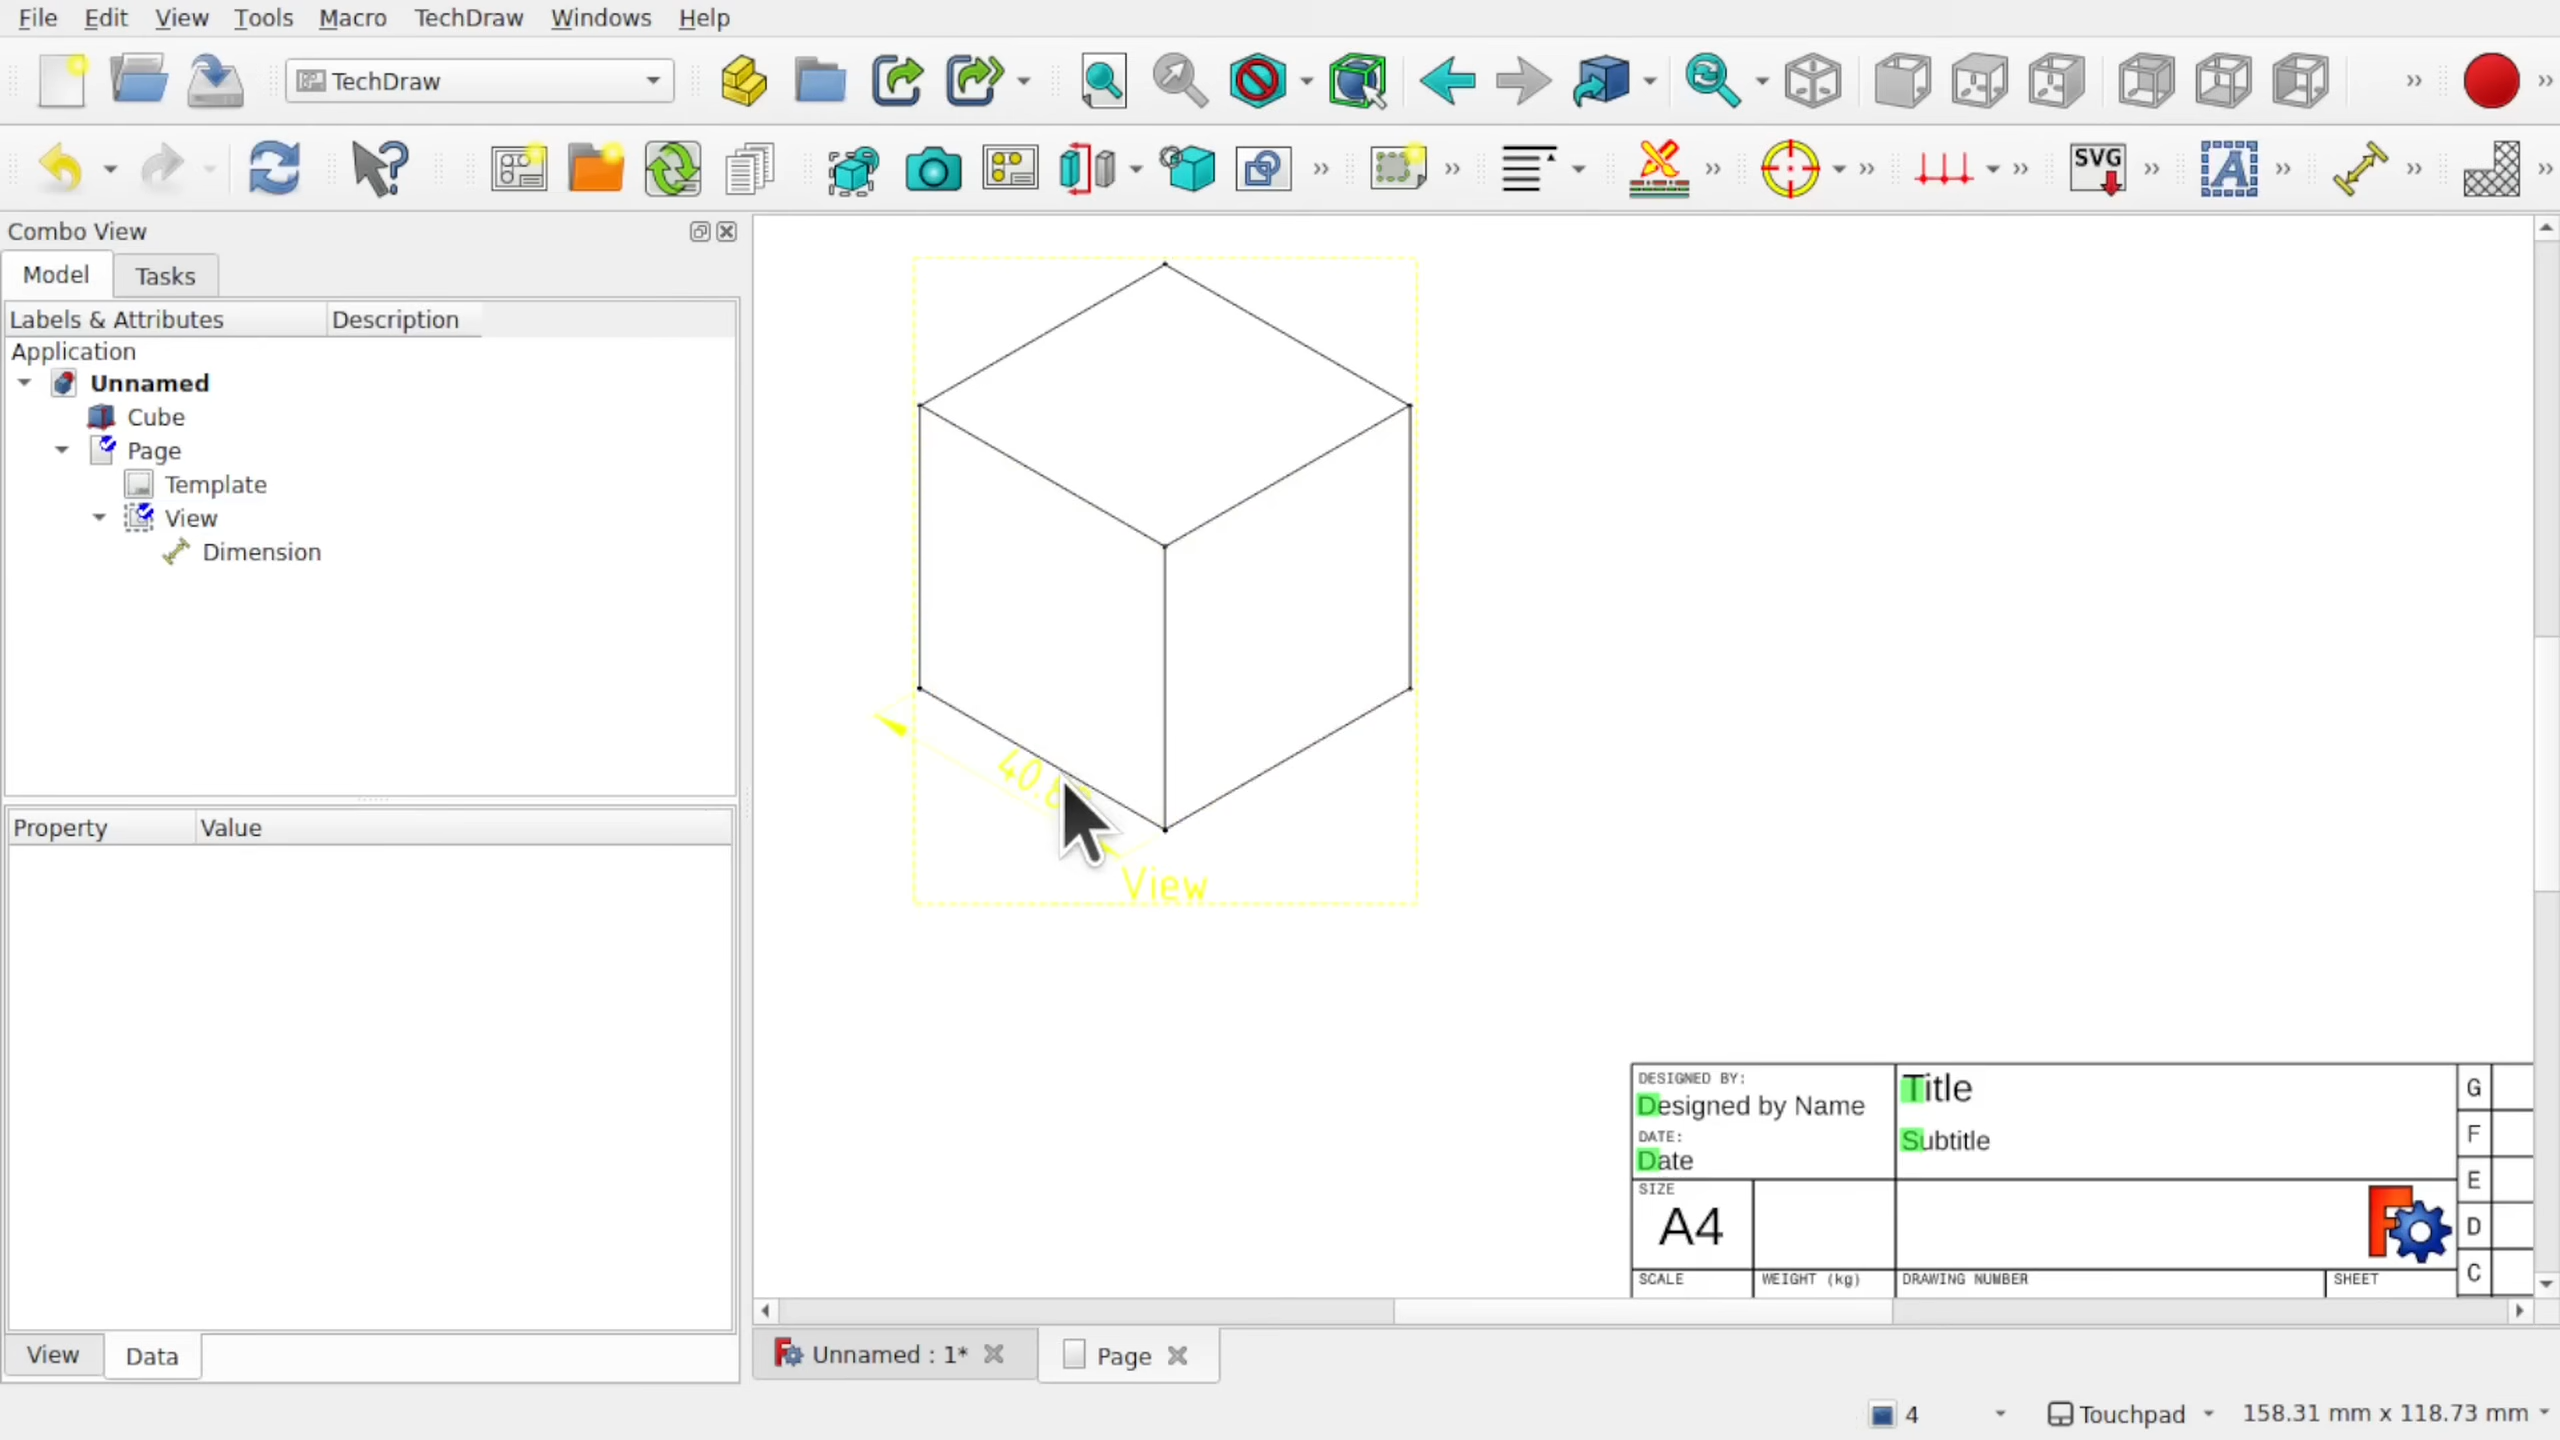 File Edit View Tools Macro TechDraw Windows Help
TechDraw
SVG
A
Combo View
Model Tasks
Labels & Attributes Description
Application
Unnamed
Cube
Page
Template
View
Dimension
Property Value
View Data
View
DESIGNED BY:
Designed by Name
DATE:
Date
Title
Subtitle
SIZE
A4
SCALE WEIGHT (kg) DRAWING NUMBER SHEET
G
F
E
D
C
Unnamed : 1* Page
4 Touchpad 158.31 mm x 118.73 mm